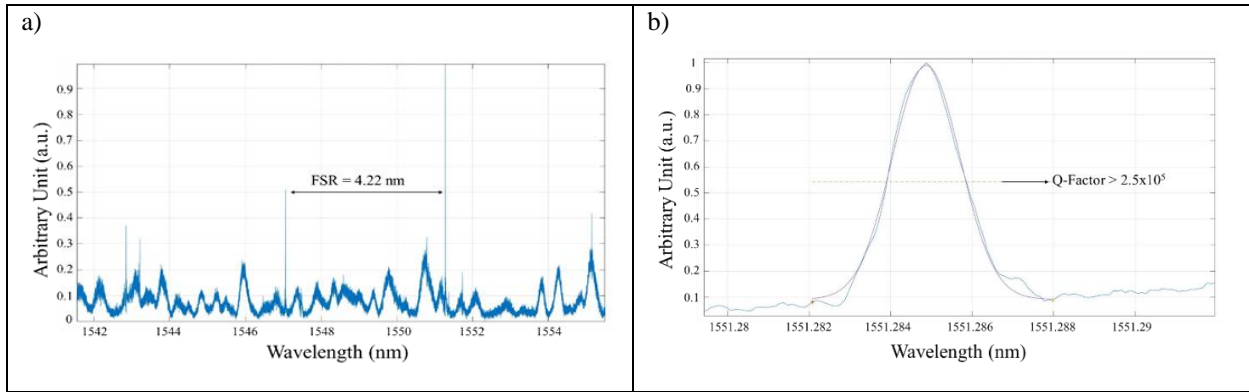 a)
1
0.9
0.8
0.7
0.6
0.5
0.4
0.3
0.2
0.1
0
Arbitrary Unit (a.u.)
FSR = 4.22 nm
1542 1544 1546 1548 1550 1552 1554
Wavelength (nm)
b)
1
0.9
0.8
0.7
0.6
0.5
0.4
0.3
0.2
0.1
Arbitrary Unit (a.u.)
Q-Factor > 2.5x10⁵
1551.28 1551.282 1551.284 1551.286 1551.288 1551.29
Wavelength (nm)